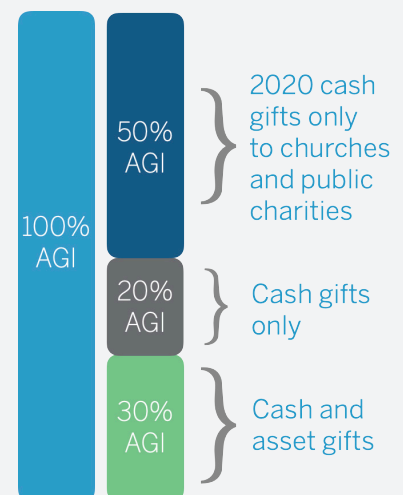 100%
AGI
50%
AGI
2020 cash
gifts only
to churches
and public
charities
20%
AGI
Cash gifts
only
30%
AGI
Cash and
asset gifts